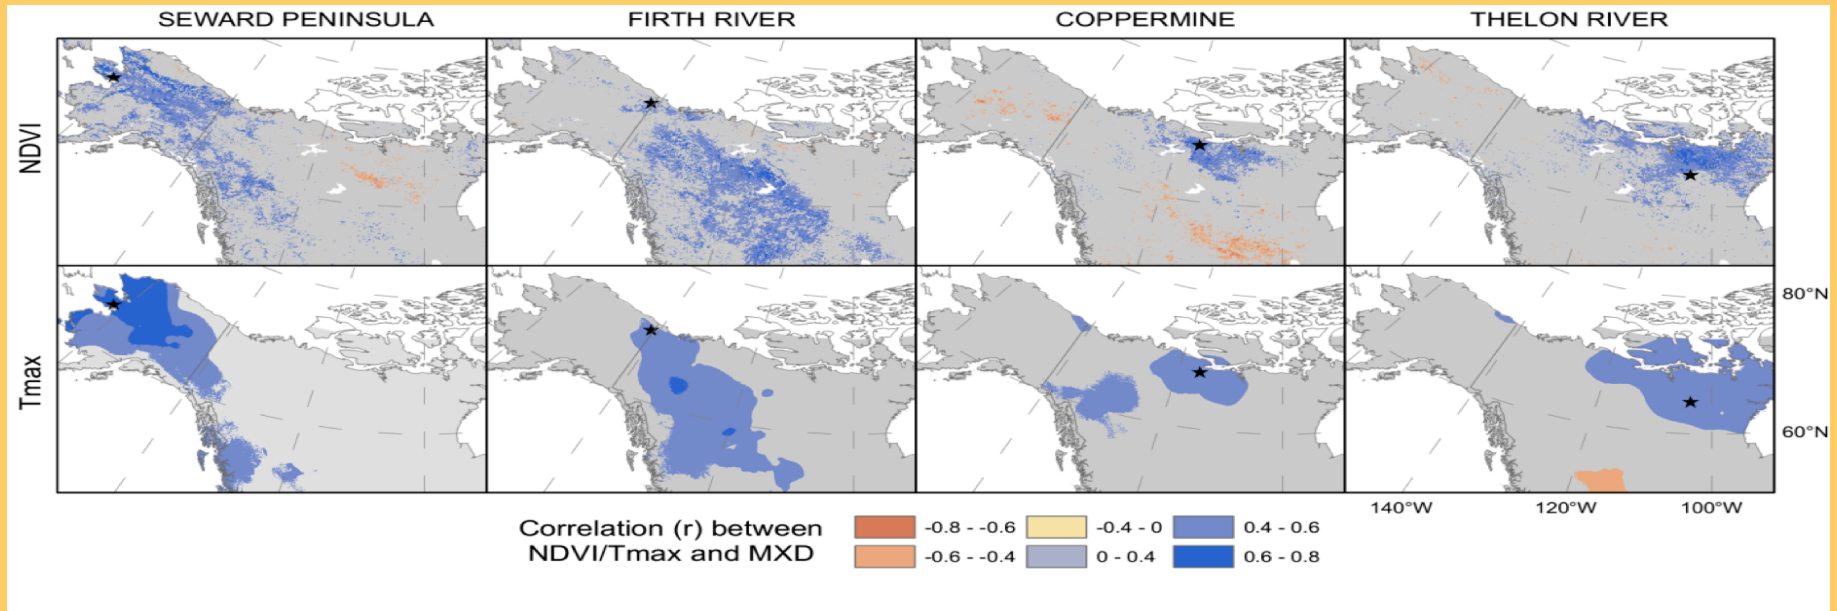 SEWARD PENINSULA FIRTH RIVER COPPERMINE THELON RIVER
NDVI
Tmax
80°N
60°N
140°W 120°W 100°W
Correlation (r) between
NDVI/Tmax and MXD
-0.8 - -0.6 -0.4 - 0 0.4 - 0.6
-0.6 - -0.4 0 - 0.4 0.6 - 0.8